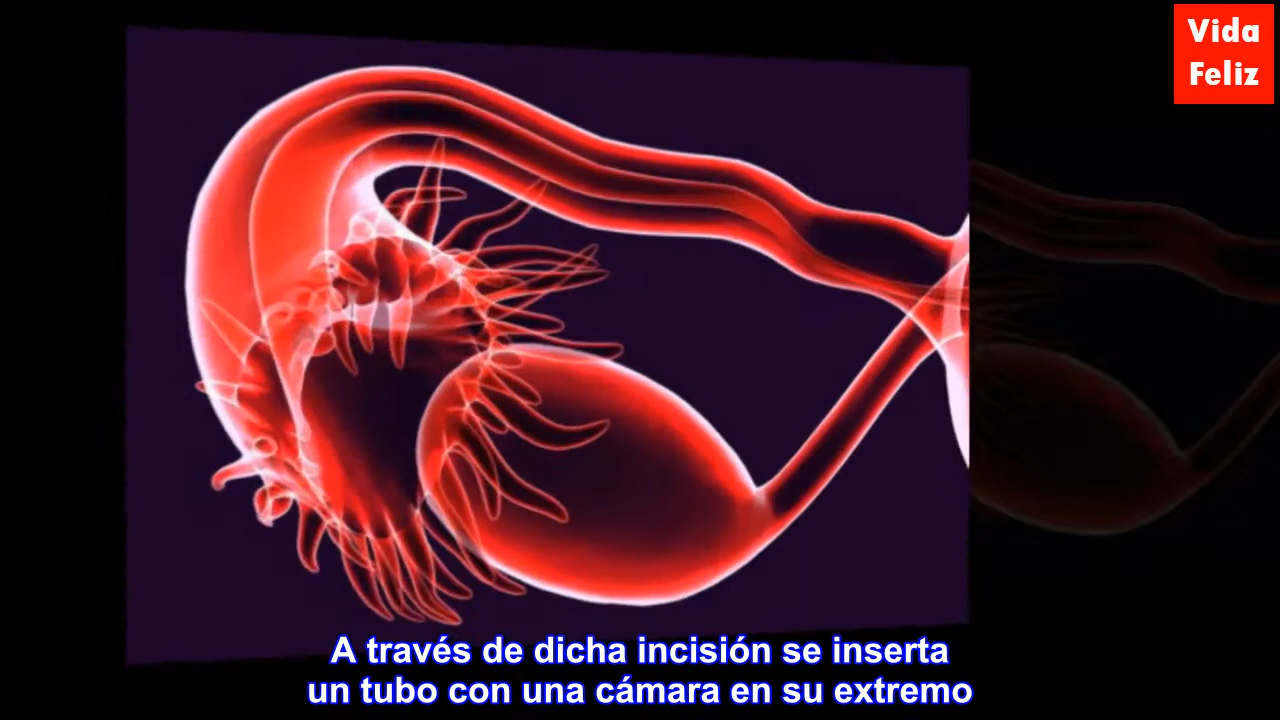 Vida
Feliz
A través de dicha incisión se inserta
un tubo con una cámara en su extremo